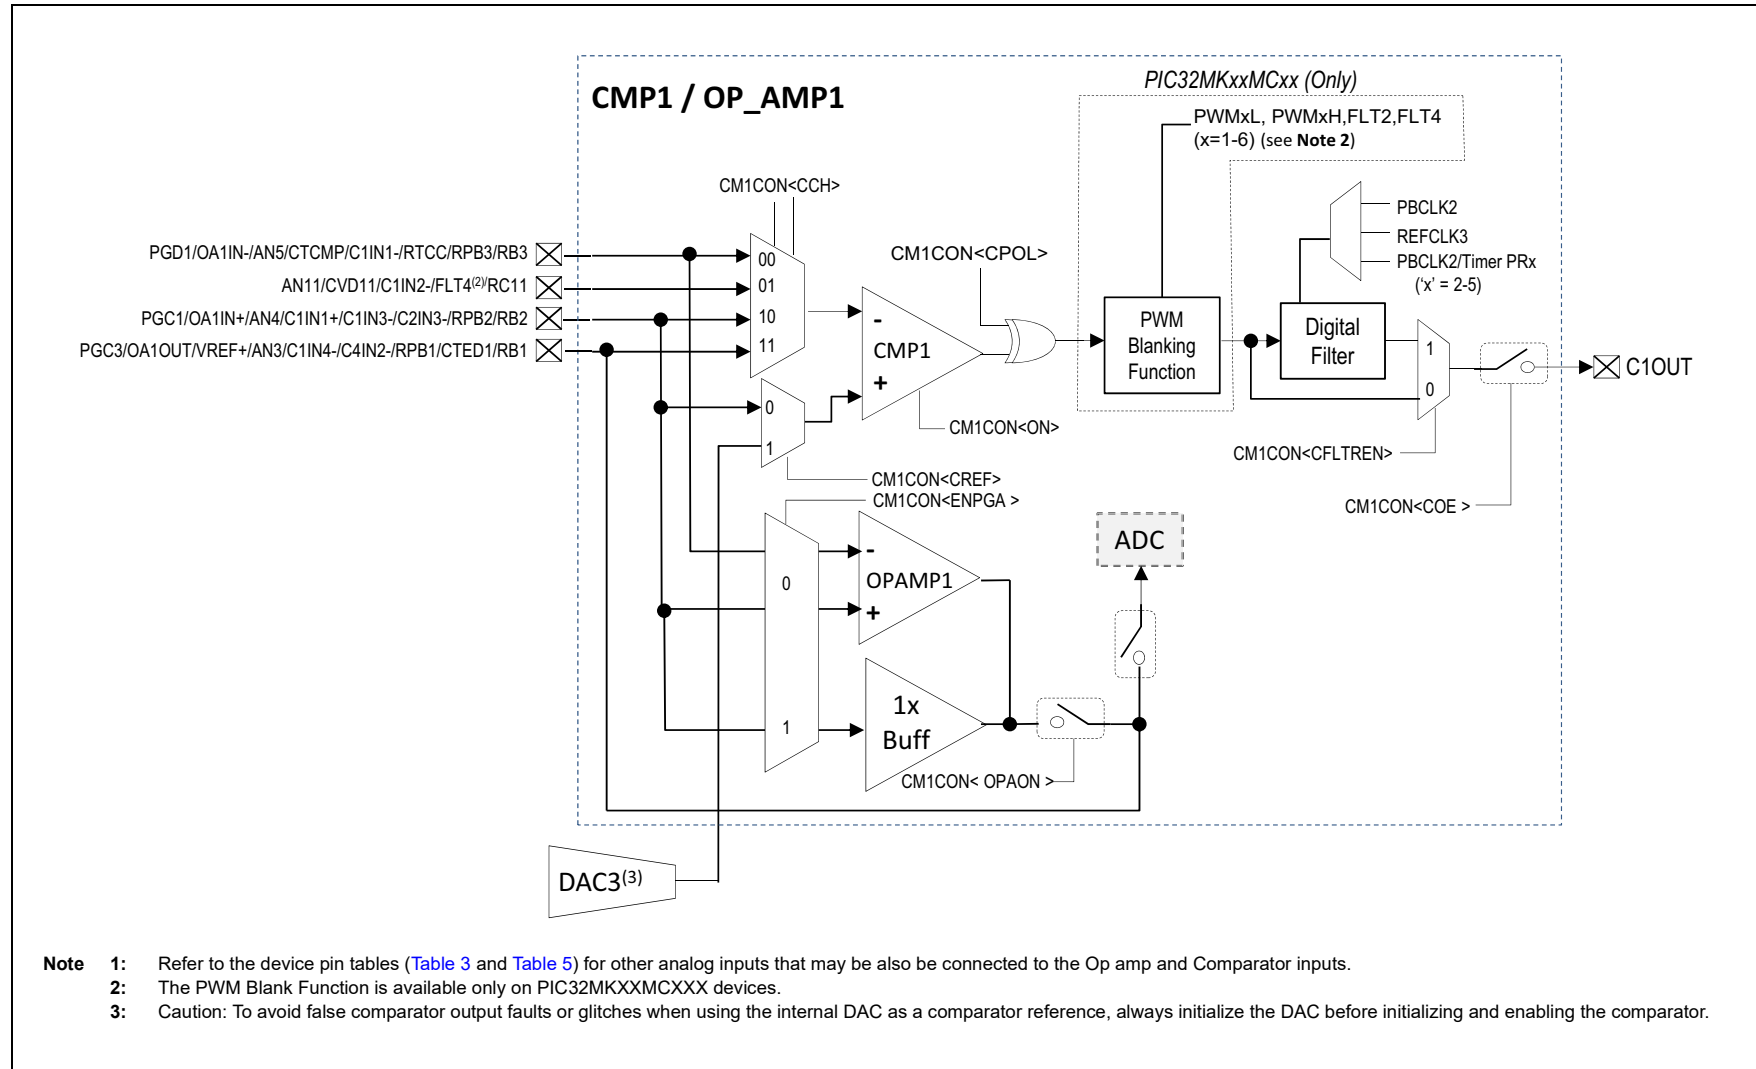 CMP1 / OP_AMP1
PIC32MKxxMCxx (Only)
PWMxL, PWMxH,FLT2,FLT4
(x=1-6) (see Note 2)
CM1CON<CCH>
PBCLK2
REFCLK3
PBCLK2/Timer PRx
('x' = 2-5)
PGD1/OA1IN-/AN5/CTCMP/C1IN1-/RTCC/RPB3/RB3
AN11/CVD11/C1IN2-/FLT4(2)/RC11
PGC1/OA1IN+/AN4/C1IN1+/C1IN3-/C2IN3-/RPB2/RB2
PGC3/OA1OUT/VREF+/AN3/C1IN4-/C4IN2-/RPB1/CTED1/RB1
00
01
10
11
CM1CON<CPOL>
-
CMP1
+
PWM
Blanking
Function
Digital
Filter
1
0
C1OUT
0
1
CM1CON<ON>
CM1CON<CFLTREN>
CM1CON<CREF>
CM1CON<ENPGA >
CM1CON<COE >
ADC
-
OPAMP1
+
0
1
1x
Buff
CM1CON< OPAON >
DAC3(3)
Note 1: Refer to the device pin tables (Table 3 and Table 5) for other analog inputs that may be also be connected to the Op amp and Comparator inputs.
2: The PWM Blank Function is available only on PIC32MKXXMCXXX devices.
3: Caution: To avoid false comparator output faults or glitches when using the internal DAC as a comparator reference, always initialize the DAC before initializing and enabling the comparator.